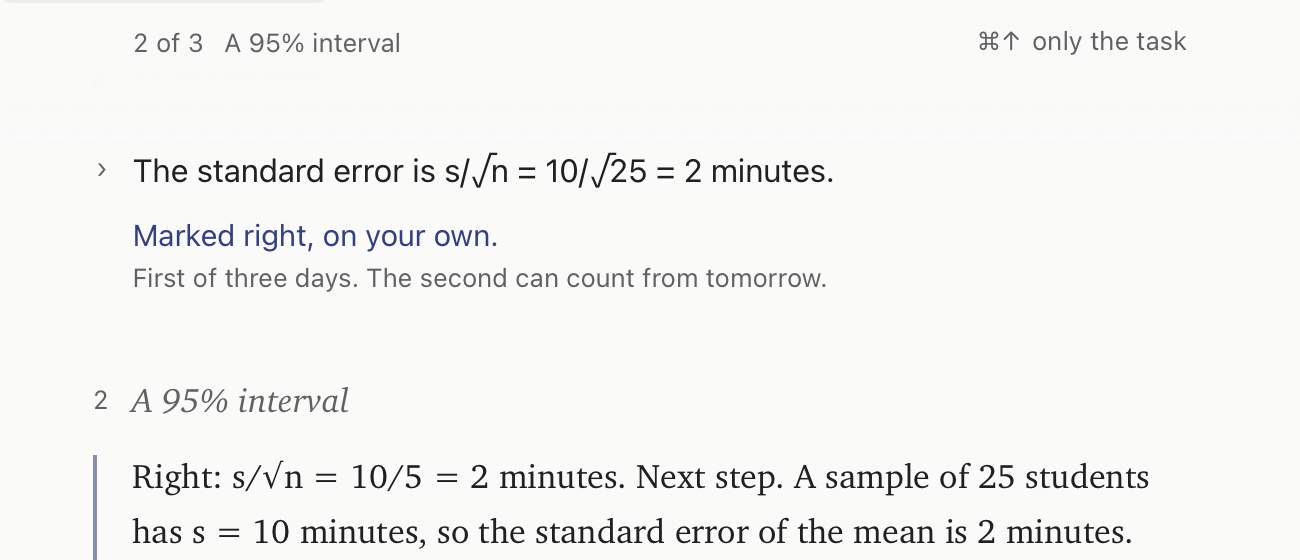 2 of 3 A 95% interval
⌘↑ only the task
› The standard error is s/√n = 10/√25 = 2 minutes.
Marked right, on your own.
First of three days. The second can count from tomorrow.
2 A 95% interval
Right: s/√n = 10/5 = 2 minutes. Next step. A sample of 25 students
has s = 10 minutes, so the standard error of the mean is 2 minutes.